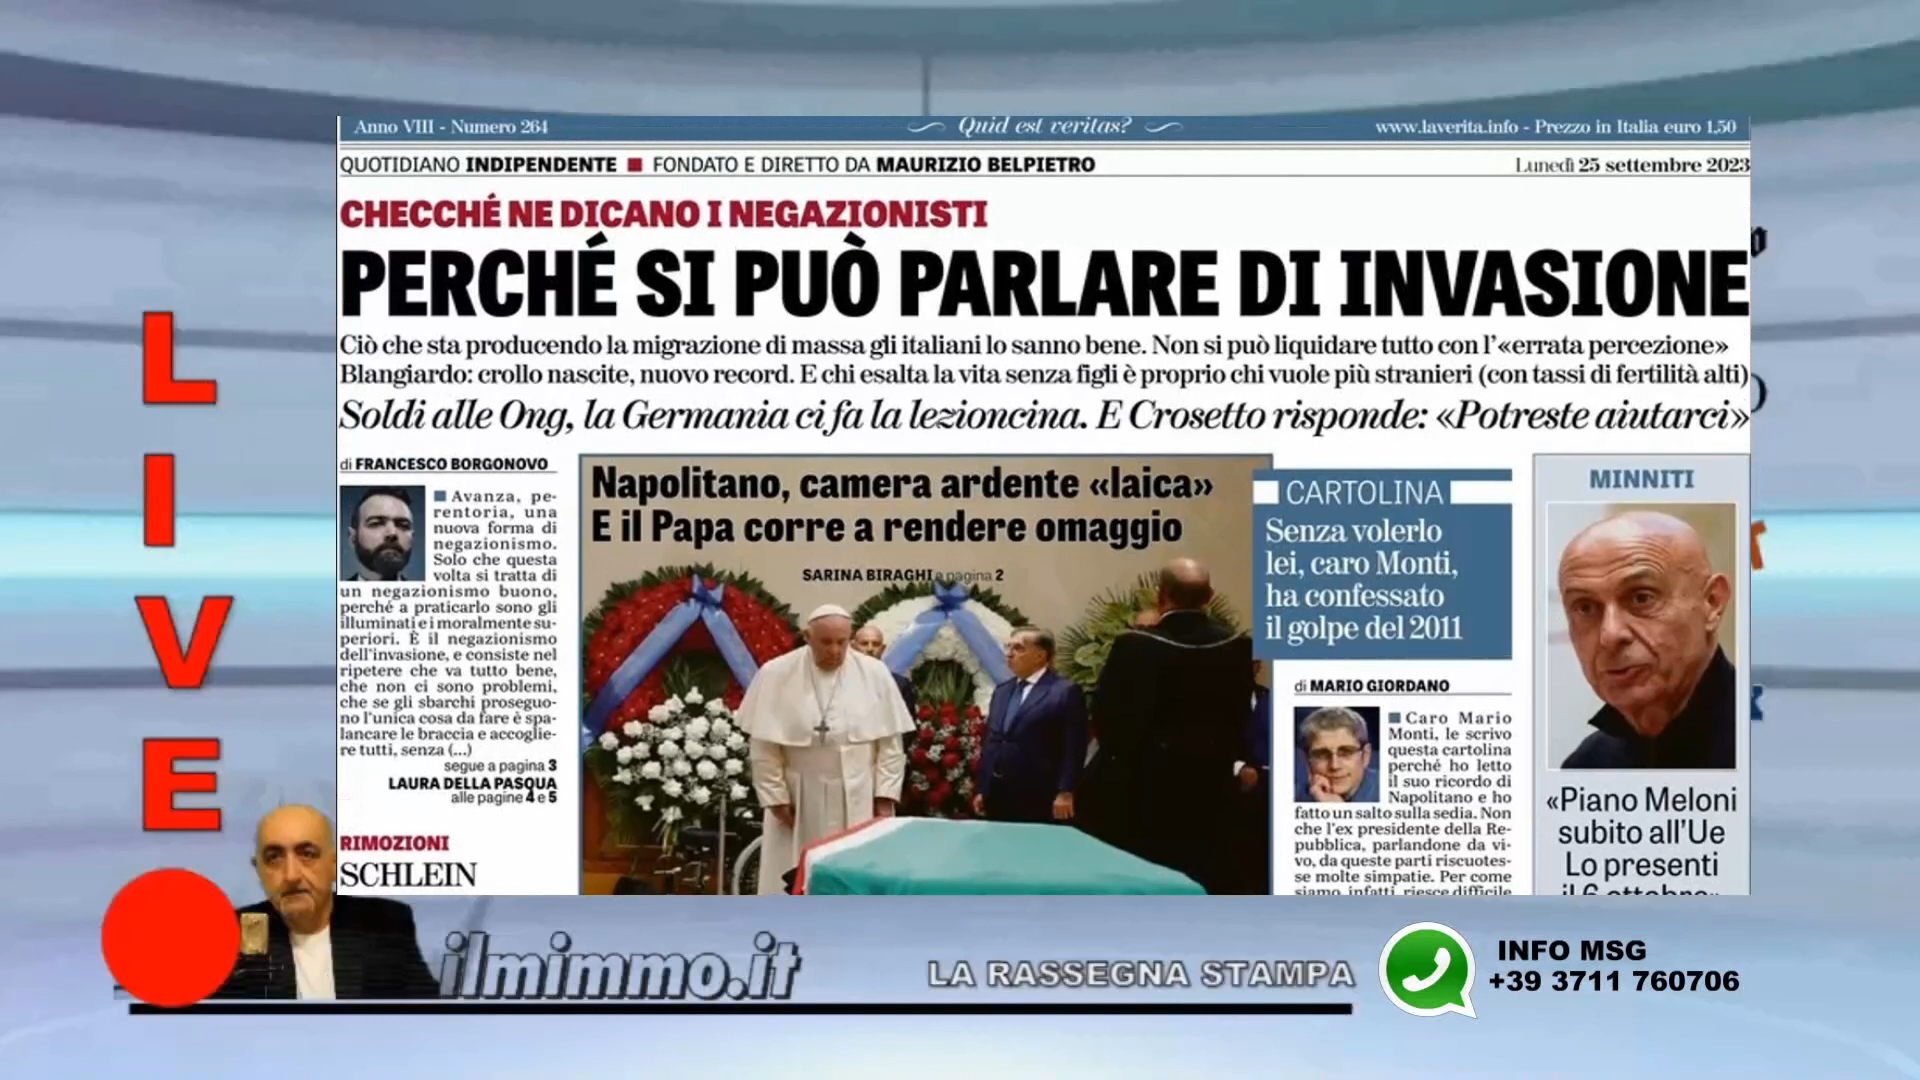 Anno VIII - Numero 264
Quid est veritas?
www.laverita.info - Prezzo in Italia euro 1,50
QUOTIDIANO INDIPENDENTE ■ FONDATO E DIRETTO DA MAURIZIO BELPIETRO
Lunedì 25 settembre 2023
CHECCHÉ NE DICANO I NEGAZIONISTI
PERCHÉ SI PUÒ PARLARE DI INVASIONE
Ciò che sta producendo la migrazione di massa gli italiani lo sanno bene. Non si può liquidare tutto con l'«errata percezione»
Blangiardo: crollo nascite, nuovo record. E chi esalta la vita senza figli è proprio chi vuole più stranieri (con tassi di fertilità alti)
Soldi alle Ong, la Germania ci fa la lezioncina. E Crosetto risponde: «Potreste aiutarci»
di FRANCESCO BORGONOVO
■ Avanza, pe-
rentoria, una
nuova forma di
negazionismo.
Solo che questa
volta si tratta di
un negazionismo buono,
perché a praticarlo sono gli
illuminati e i moralmente su-
periori. È il negazionismo
dell'invasione, e consiste nel
ripetere che va tutto bene,
che non ci sono problemi,
che se gli sbarchi proseguo-
no l'unica cosa da fare è spa-
lancare le braccia e accoglie-
re tutti, senza (...)
segue a pagina 3
LAURA DELLA PASQUA
alle pagine 4 e 5
RIMOZIONI
SCHLEIN
Napolitano, camera ardente «laica»
E il Papa corre a rendere omaggio
SARINA BIRAGHI a pagina 2
CARTOLINA
Senza volerlo
lei, caro Monti,
ha confessato
il golpe del 2011
di MARIO GIORDANO
■ Caro Mario
Monti, le scrivo
questa cartolina
perché ho letto
il suo ricordo di
Napolitano e ho
fatto un salto sulla sedia. Non
che l'ex presidente della Re-
pubblica, parlandone da vi-
vo, da queste parti riscuotes-
se molte simpatie. Per come
siamo, infatti, riesce difficile
MINNITI
«Piano Meloni
subito all'Ue
Lo presenti
il 6 ottobre»
LIVE
ilmimmo.it
LA RASSEGNA STAMPA
INFO MSG
+39 3711 760706